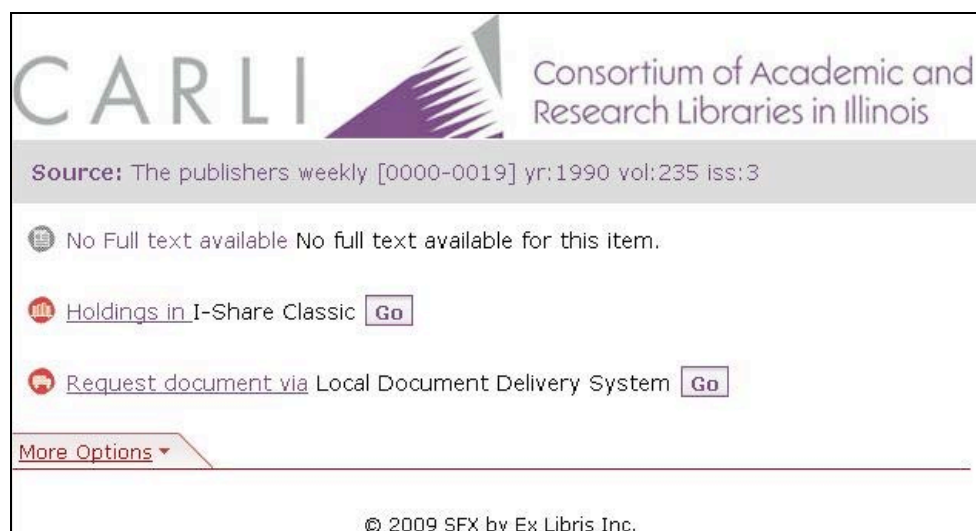 CARLI
Consortium of Academic and
Research Libraries in Illinois
Source: The publishers weekly [0000-0019] yr:1990 vol:235 iss:3
No Full text available No full text available for this item.
Holdings in I-Share Classic Go
Request document via Local Document Delivery System Go
More Options
© 2009 SFX by Ex Libris Inc.